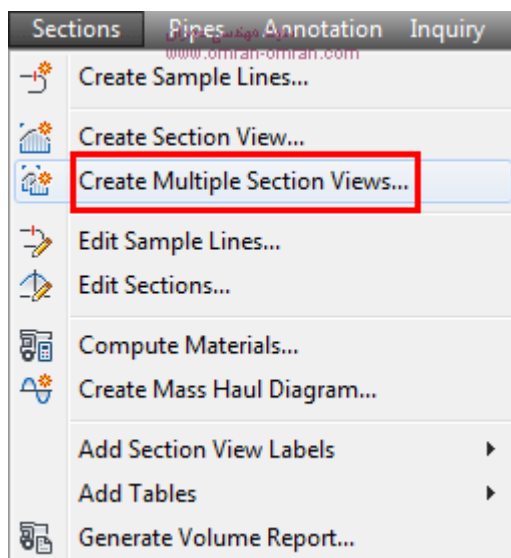 Sections Pipes Annotation Inquiry
www.omran-omran.com
Create Sample Lines...
Create Section View...
Create Multiple Section Views...
Edit Sample Lines...
Edit Sections...
Compute Materials...
Create Mass Haul Diagram...
Add Section View Labels
Add Tables
Generate Volume Report...